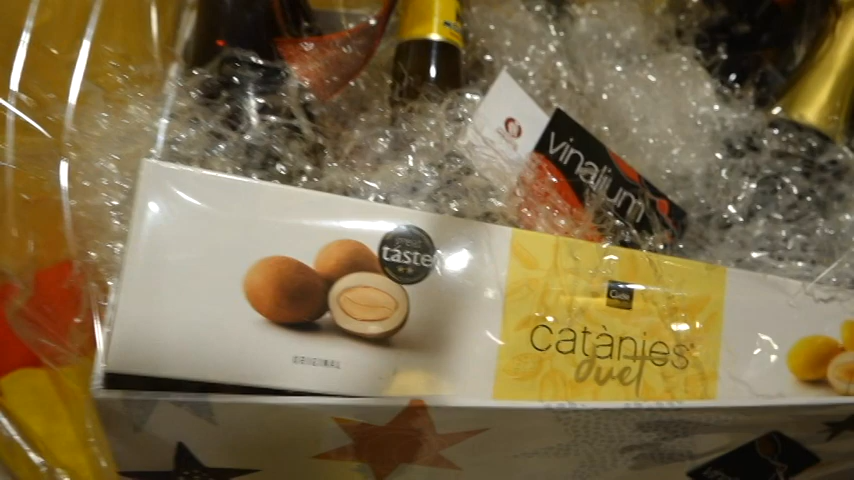 vinalium
great
taste
Cudié
catànies®
duet
ORIGINAL